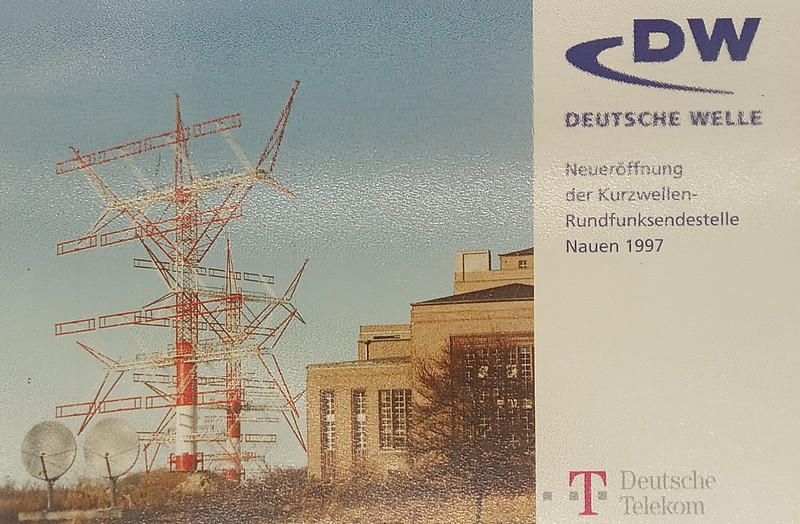 DW
DEUTSCHE WELLE
Neueröffnung
der Kurzwellen-
Rundfunksendestelle
Nauen 1997
T Deutsche
Telekom